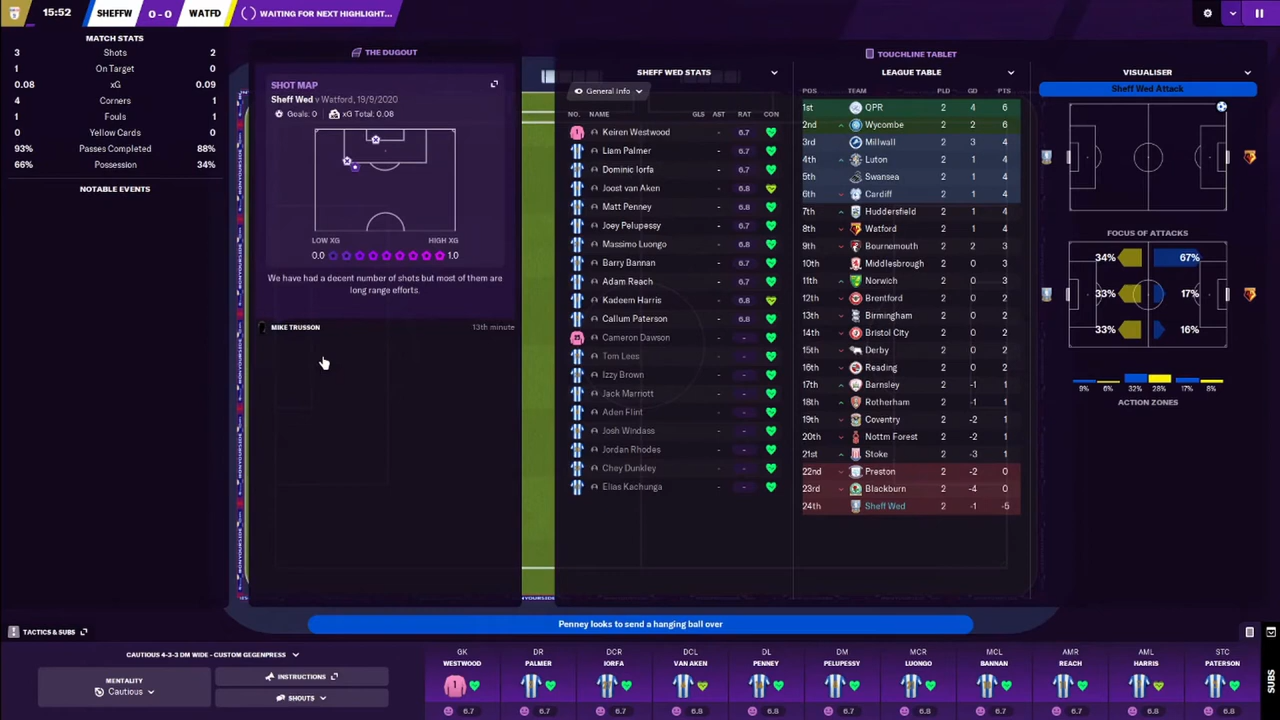 15:52 SHEFFW 0 - 0 WATFD WAITING FOR NEXT HIGHLIGHT...
MATCH STATS
3 Shots 2
1 On Target 0
0.08 xG 0.09
4 Corners 1
1 Fouls 1
0 Yellow Cards 0
93% Passes Completed 88%
66% Possession 34%
NOTABLE EVENTS
THE DUGOUT
SHOT MAP
Sheff Wed v Watford, 19/9/2020
Goals: 0 xG Total: 0.08
LOW XG HIGH XG
0.0 1.0
We have had a decent number of shots but most of them are
long range efforts.
MIKE TRUSSON 13th minute
TOUCHLINE TABLET
SHEFF WED STATS
General Info
NO. NAME GLS AST RAT CON
1 Keiren Westwood - 6.7
Liam Palmer - 6.7
Dominic Iorfa - 6.7
Joost van Aken - 6.8
Matt Penney - 6.8
Joey Pelupessy - 6.7
Massimo Luongo - 6.8
Barry Bannan - 6.7
Adam Reach - 6.7
Kadeem Harris - 6.8
Callum Paterson - 6.8
Cameron Dawson - -
Tom Lees - -
Izzy Brown - -
Jack Marriott - -
Aden Flint - -
Josh Windass - -
Jordan Rhodes - -
Chey Dunkley - -
Elias Kachunga - -
LEAGUE TABLE
POS TEAM PLD GD PTS
1st QPR 2 4 6
2nd Wycombe 2 2 6
3rd Millwall 2 3 4
4th Luton 2 1 4
5th Swansea 2 1 4
6th Cardiff 2 1 4
7th Huddersfield 2 1 4
8th Watford 2 1 4
9th Bournemouth 2 2 3
10th Middlesbrough 2 0 3
11th Norwich 2 0 3
12th Brentford 2 0 2
13th Birmingham 2 0 2
14th Bristol City 2 0 2
15th Derby 2 0 2
16th Reading 2 0 2
17th Barnsley 2 -1 1
18th Rotherham 2 -1 1
19th Coventry 2 -2 1
20th Nottm Forest 2 -2 1
21st Stoke 2 -3 1
22nd Preston 2 -2 0
23rd Blackburn 2 -4 0
24th Sheff Wed 2 -1 -5
VISUALISER
Sheff Wed Attack
FOCUS OF ATTACKS
34% 67%
33% 17%
33% 16%
9% 6% 32% 28% 17% 8%
ACTION ZONES
Penney looks to send a hanging ball over
TACTICS & SUBS
CAUTIOUS 4-3-3 DM WIDE - CUSTOM GEGENPRESS
MENTALITY
Cautious
INSTRUCTIONS
SHOUTS
GK DR DCR DCL DL DM MCR MCL AMR AML STC
WESTWOOD PALMER IORFA VAN AKEN PENNEY PELUPESSY LUONGO BANNAN REACH HARRIS PATERSON
1
6.7 6.7 6.7 6.8 6.8 6.7 6.8 6.7 6.7 6.8 6.8
SUBS